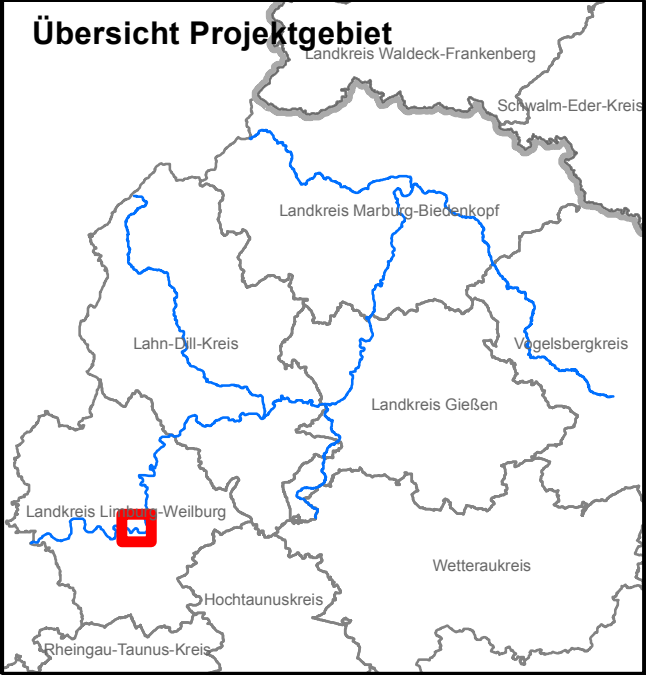 Übersicht Projektgebiet
Landkreis Waldeck-Frankenberg
Schwalm-Eder-Kreis
Landkreis Marburg-Biedenkopf
Lahn-Dill-Kreis
Vogelsbergkreis
Landkreis Gießen
Landkreis Limburg-Weilburg
Wetteraukreis
Hochtaunuskreis
Rheingau-Taunus-Kreis